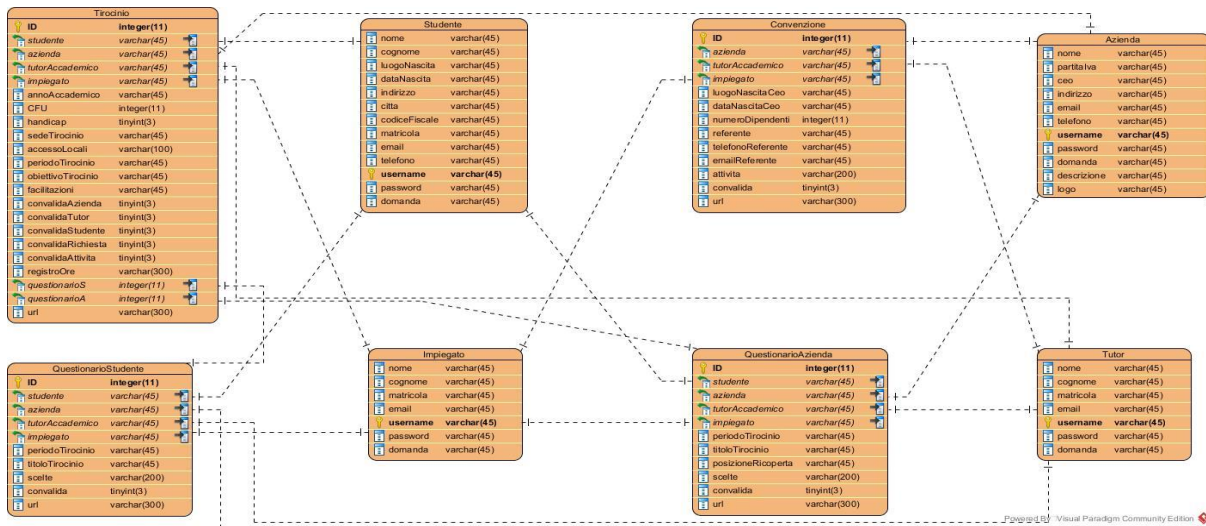 Tirocinio
ID integer(11)
studente varchar(45)
azienda varchar(45)
tutorAccademico varchar(45)
impiegato varchar(45)
annoAccademico varchar(45)
CFU integer(11)
handicap tinyint(3)
sedeTirocinio varchar(45)
accessoLocali varchar(100)
periodoTirocinio varchar(45)
obiettivoTirocinio varchar(45)
facilitazioni varchar(45)
convalidaAzienda tinyint(3)
convalidaTutor tinyint(3)
convalidaStudente tinyint(3)
convalidaRichiesta tinyint(3)
convalidaAttivita tinyint(3)
registroOre varchar(300)
questionarioS integer(11)
questionarioA integer(11)
url varchar(300)
Studente
nome varchar(45)
cognome varchar(45)
luogoNascita varchar(45)
dataNascita varchar(45)
indirizzo varchar(45)
citta varchar(45)
codiceFiscale varchar(45)
matricola varchar(45)
email varchar(45)
telefono varchar(45)
username varchar(45)
password varchar(45)
domanda varchar(45)
Convenzione
ID integer(11)
azienda varchar(45)
tutorAccademico varchar(45)
impiegato varchar(45)
luogoNascitaCeo varchar(45)
dataNascitaCeo varchar(45)
numeroDipendenti integer(11)
referente varchar(45)
telefonoReferente varchar(45)
emailReferente varchar(45)
attivita varchar(200)
convalida tinyint(3)
url varchar(300)
Azienda
nome varchar(45)
partitaIva varchar(45)
ceo varchar(45)
indirizzo varchar(45)
email varchar(45)
telefono varchar(45)
username varchar(45)
password varchar(45)
domanda varchar(45)
descrizione varchar(45)
logo varchar(45)
QuestionarioStudente
ID integer(11)
studente varchar(45)
azienda varchar(45)
tutorAccademico varchar(45)
impiegato varchar(45)
periodoTirocinio varchar(45)
titoloTirocinio varchar(45)
scelte varchar(200)
convalida tinyint(3)
url varchar(300)
Impiegato
nome varchar(45)
cognome varchar(45)
matricola varchar(45)
email varchar(45)
username varchar(45)
password varchar(45)
domanda varchar(45)
QuestionarioAzienda
ID integer(11)
studente varchar(45)
azienda varchar(45)
tutorAccademico varchar(45)
impiegato varchar(45)
periodoTirocinio varchar(45)
titoloTirocinio varchar(45)
posizioneRicoperta varchar(45)
scelte varchar(200)
convalida tinyint(3)
url varchar(300)
Tutor
nome varchar(45)
cognome varchar(45)
matricola varchar(45)
email varchar(45)
username varchar(45)
password varchar(45)
domanda varchar(45)
Powered By Visual Paradigm Community Edition